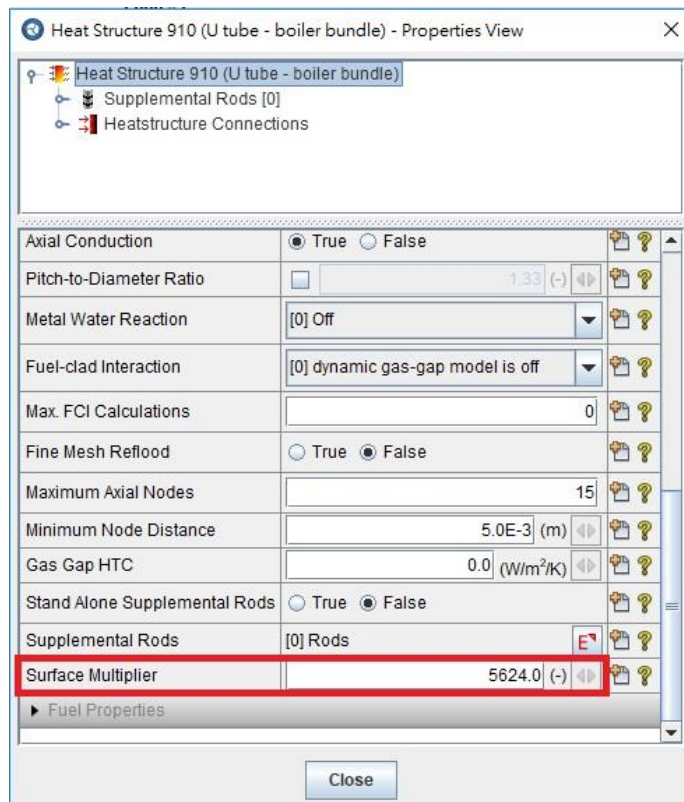 Heat Structure 910 (U tube - boiler bundle) - Properties View
Heat Structure 910 (U tube - boiler bundle)
Supplemental Rods [0]
Heatstructure Connections
Axial Conduction True False
Pitch-to-Diameter Ratio 1.33 (-)
Metal Water Reaction [0] Off
Fuel-clad Interaction [0] dynamic gas-gap model is off
Max. FCI Calculations 0
Fine Mesh Reflood True False
Maximum Axial Nodes 15
Minimum Node Distance 5.0E-3 (m)
Gas Gap HTC 0.0 (W/m²/K)
Stand Alone Supplemental Rods True False
Supplemental Rods [0] Rods E
Surface Multiplier 5624.0 (-)
Fuel Properties
Close